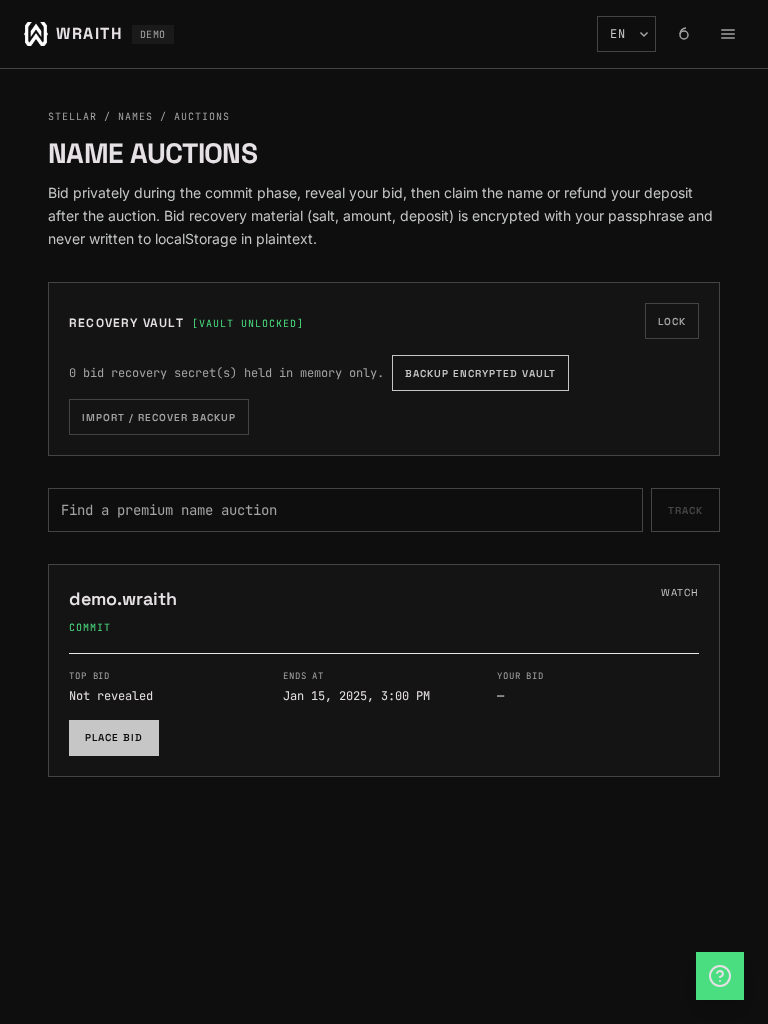 WRAITH DEMO EN
STELLAR / NAMES / AUCTIONS
NAME AUCTIONS
Bid privately during the commit phase, reveal your bid, then claim the name or refund your deposit
after the auction. Bid recovery material (salt, amount, deposit) is encrypted with your passphrase and
never written to localStorage in plaintext.
RECOVERY VAULT [VAULT UNLOCKED] LOCK
0 bid recovery secret(s) held in memory only. BACKUP ENCRYPTED VAULT
IMPORT / RECOVER BACKUP
Find a premium name auction TRACK
demo.wraith WATCH
COMMIT
TOP BID ENDS AT YOUR BID
Not revealed Jan 15, 2025, 3:00 PM —
PLACE BID